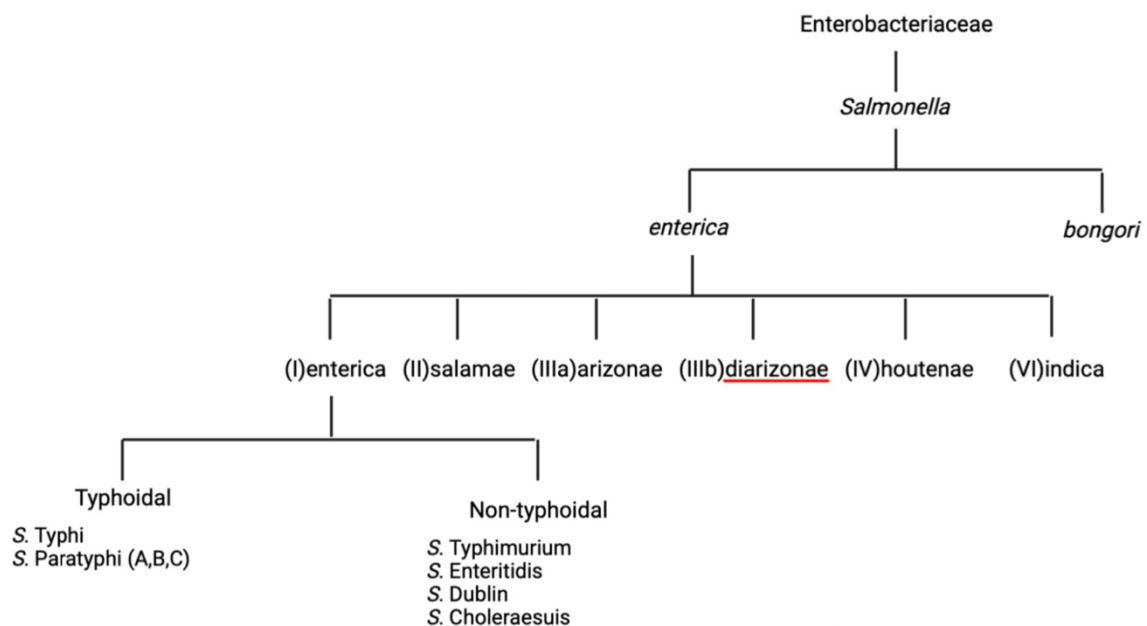 Enterobacteriaceae
Salmonella
enterica
bongori
(I)enterica
(II)salamae
(IIIa)arizonae
(IIIb)diarizonae
(IV)houtenae
(VI)indica
Typhoidal
S. Typhi
S. Paratyphi (A,B,C)
Non-typhoidal
S. Typhimurium
S. Enteritidis
S. Dublin
S. Choleraesuis